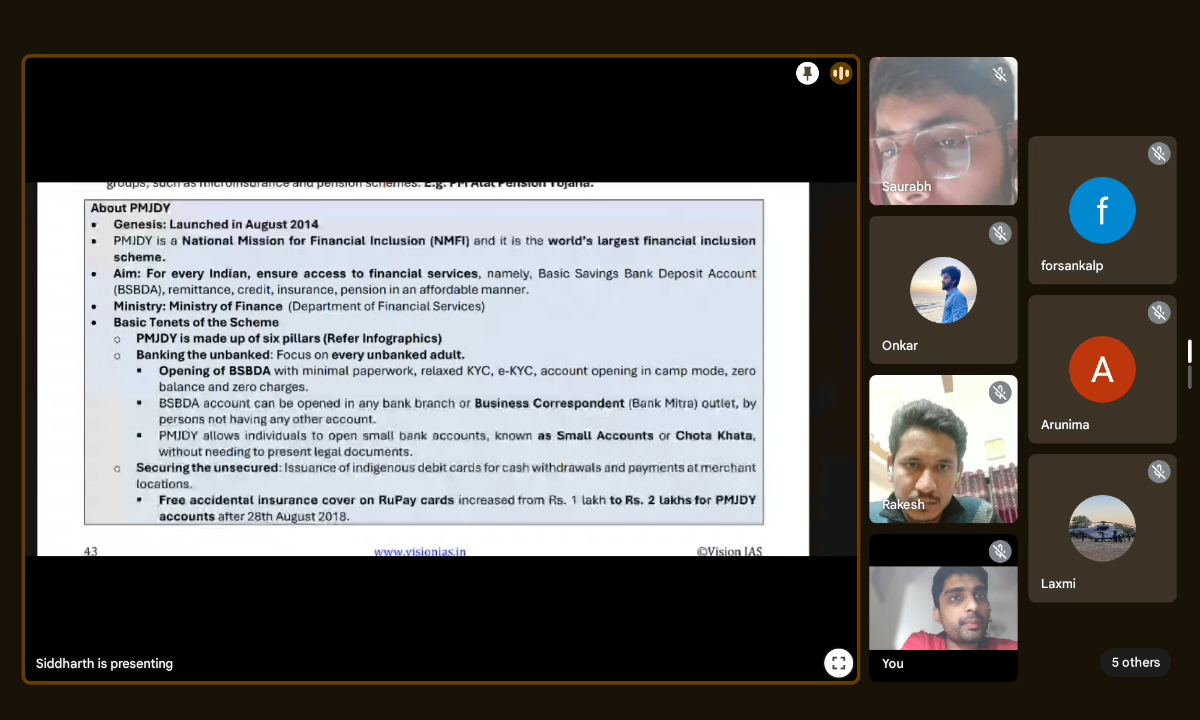 groups, such as microinsurance and pension schemes. E.g. PM Atal Pension Yojana.
About PMJDY
• Genesis: Launched in August 2014
• PMJDY is a National Mission for Financial Inclusion (NMFI) and it is the world's largest financial inclusion
scheme.
• Aim: For every Indian, ensure access to financial services, namely, Basic Savings Bank Deposit Account
(BSBDA), remittance, credit, insurance, pension in an affordable manner.
• Ministry: Ministry of Finance (Department of Financial Services)
• Basic Tenets of the Scheme
o PMJDY is made up of six pillars (Refer Infographics)
o Banking the unbanked: Focus on every unbanked adult.
▪ Opening of BSBDA with minimal paperwork, relaxed KYC, e-KYC, account opening in camp mode, zero
balance and zero charges.
▪ BSBDA account can be opened in any bank branch or Business Correspondent (Bank Mitra) outlet, by
persons not having any other account.
▪ PMJDY allows individuals to open small bank accounts, known as Small Accounts or Chota Khata,
without needing to present legal documents.
o Securing the unsecured: Issuance of indigenous debit cards for cash withdrawals and payments at merchant
locations.
▪ Free accidental insurance cover on RuPay cards increased from Rs. 1 lakh to Rs. 2 lakhs for PMJDY
accounts after 28th August 2018.
43 www.visionias.in ©Vision IAS
Siddharth is presenting
Saurabh
f
forsankalp
Onkar
A
Arunima
Rakesh
Laxmi
You
5 others